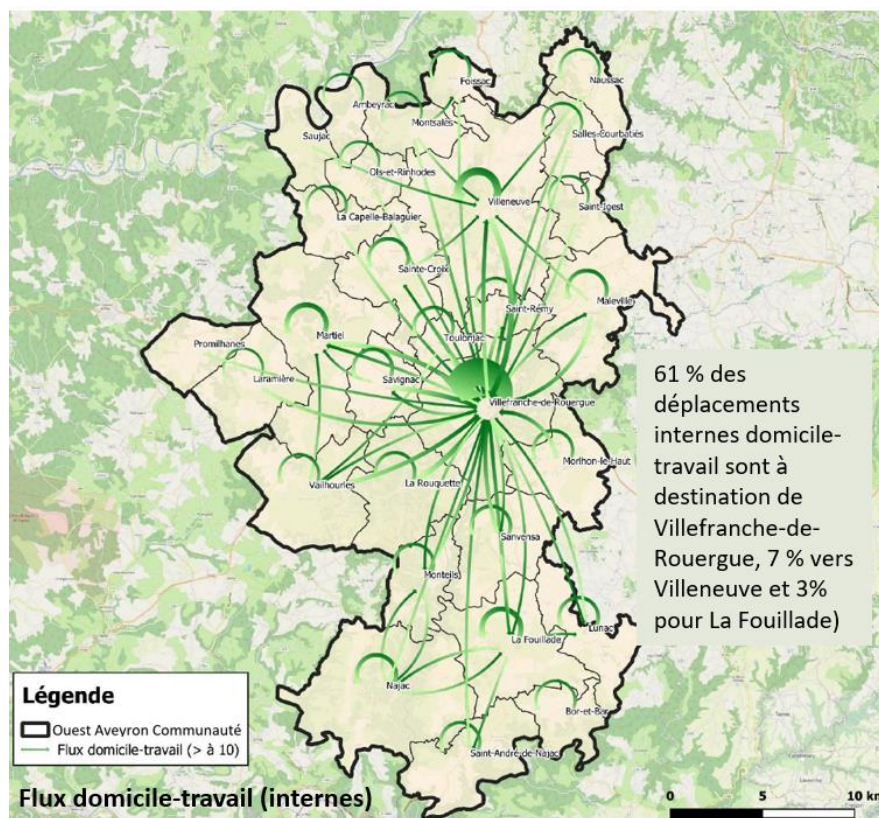 Foissac
Naussac
Ambeyrac
Montsalès
Salles-Courbatiès
Saujac
Ols-et-Rinhodes
Villeneuve
Saint-Igest
La Capelle-Balaguier
Sainte-Croix
Maleville
Saint-Rémy
Martiel
Toulonjac
Promilhanes
Laramière
Savignac
Villefranche-de-Rouergue
Morlhon-le-Haut
Vailhourles
La Rouquette
Sanvensa
Monteils
La Fouillade
Lunac
Najac
Bor-et-Bar
Saint-André-de-Najac
61 % des
déplacements
internes domicile-
travail sont à
destination de
Villefranche-de-
Rouergue, 7 % vers
Villeneuve et 3%
pour La Fouillade)
Légende
Ouest Aveyron Communauté
Flux domicile-travail (> à 10)
Flux domicile-travail (internes)
0 5 10 km